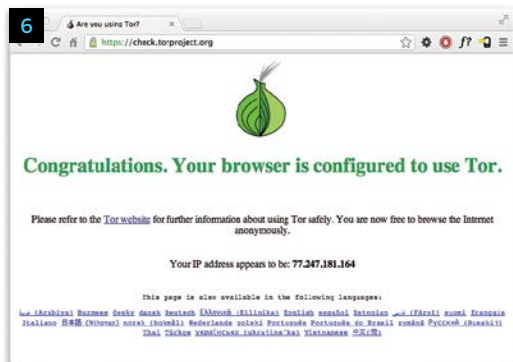 6
Are you using Tor?
https://check.torproject.org
f?
Congratulations. Your browser is configured to use Tor.
Please refer to the Tor website for further information about using Tor safely. You are now free to browse the Internet
anonymously.
Your IP address appears to be: 77.247.181.164
This page is also available in the following languages:
(Arabiya) Burmese česky dansk Deutsch Ελληνικά (Ellinika) English español Estonian فارسی (Fārsī) suomi français
Italiano 日本語 (Nihongo) norsk (bokmål) Nederlands polski Português Português do Brasil română Русский (Russkij)
Thai Türkçe українська (ukrajins'ka) Vietnamese 中文(简)